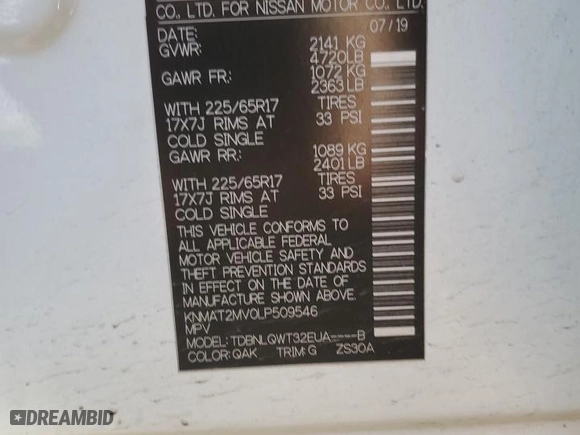 CO., LTD. FOR NISSAN MOTOR CO., LTD.
DATE: 07/19
GVWR: 2141 KG
4720LB
GAWR FR: 1072 KG
2363 LB
WITH 225/65R17 TIRES
17X7J RIMS AT 33 PSI
COLD SINGLE
GAWR RR: 1089 KG
2401 LB
WITH 225/65R17 TIRES
17X7J RIMS AT 33 PSI
COLD SINGLE
THIS VEHICLE CONFORMS TO
ALL APPLICABLE FEDERAL
MOTOR VEHICLE SAFETY AND
THEFT PREVENTION STANDARDS
IN EFFECT ON THE DATE OF
MANUFACTURE SHOWN ABOVE.
KNMAT2MV0LP509546
MPV
MODEL: TDBNLQWT32EUA----B
COLOR: QAK TRIM: G ZS30A
DREAMBID